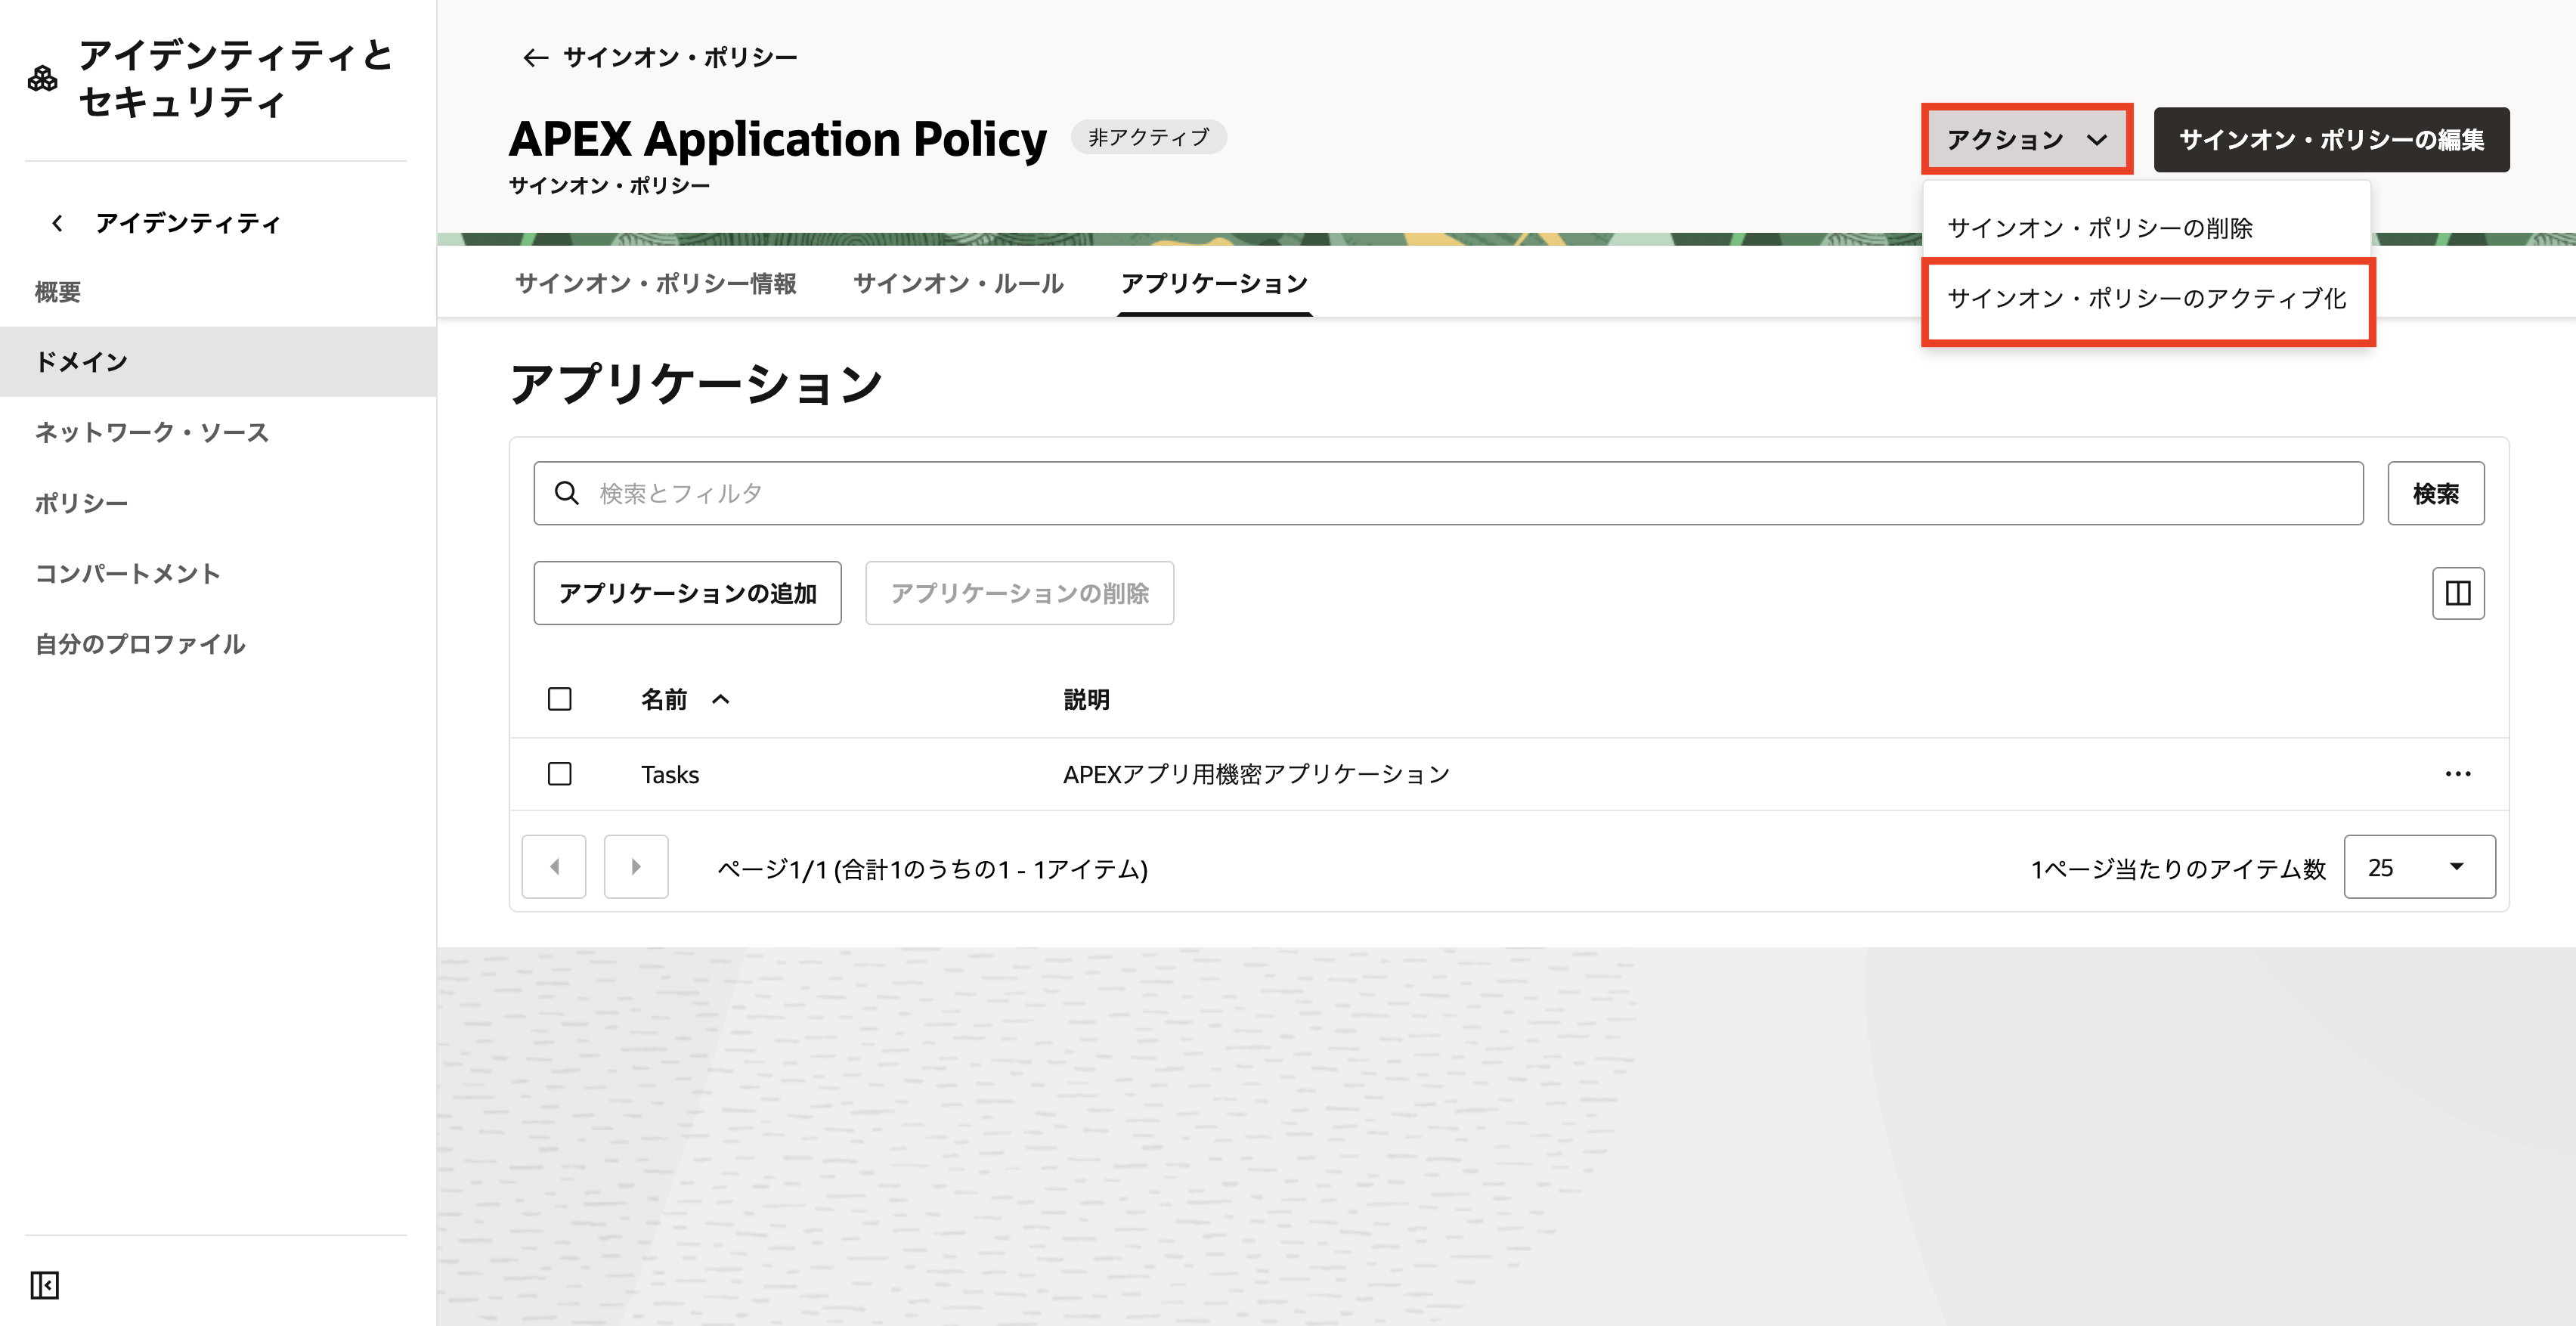 アイデンティティと
セキュリティ
アイデンティティ
概要
ドメイン
ネットワーク・ソース
ポリシー
コンパートメント
自分のプロファイル
サインオン・ポリシー
APEX Application Policy 非アクティブ
サインオン・ポリシー
アクション サインオン・ポリシーの編集
サインオン・ポリシーの削除
サインオン・ポリシーのアクティブ化
サインオン・ポリシー情報 サインオン・ルール アプリケーション
アプリケーション
検索とフィルタ 検索
アプリケーションの追加 アプリケーションの削除
名前 説明
Tasks APEXアプリ用機密アプリケーション
ページ1/1 (合計1のうちの1 - 1アイテム) 1ページ当たりのアイテム数 25